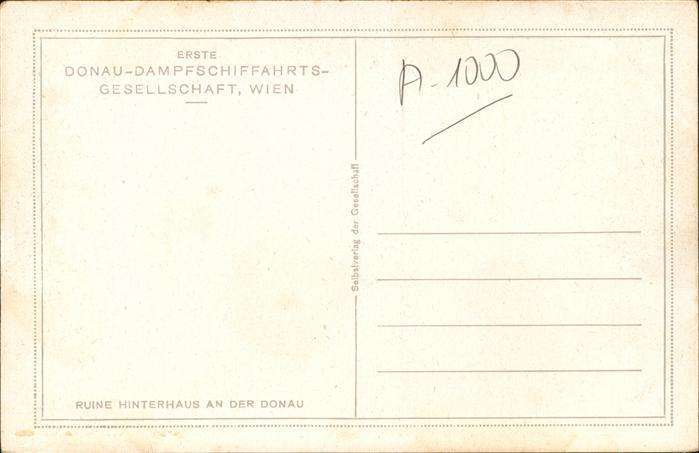 ERSTE
DONAU-DAMPFSCHIFFAHRTS-
GESELLSCHAFT, WIEN
RUINE HINTERHAUS AN DER DONAU
Selbstverlag der Gesellschaft
A-1000